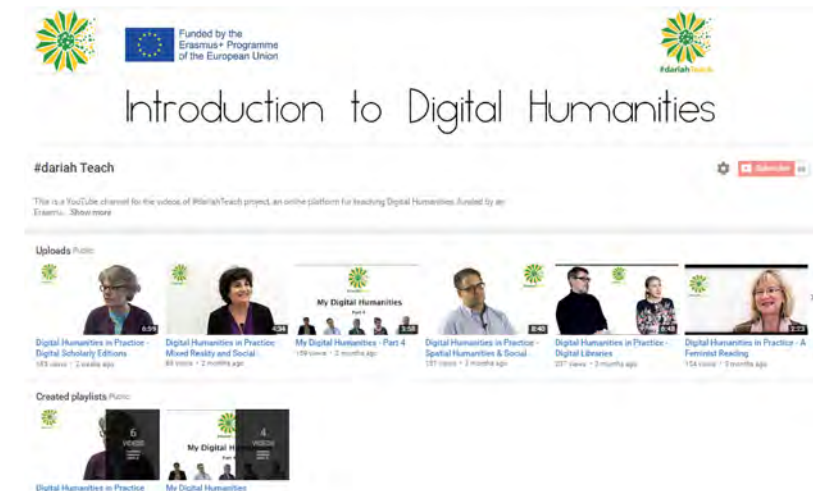 Funded by the
Erasmus+ Programme
of the European Union
#dariahTeach
Introduction to Digital Humanities
#dariah Teach
Subscribe
This is a YouTube channel for the videos of #dariahTeach project, an online platform for teaching Digital Humanities, funded by an
Erasmu... Show more
Uploads Public
6:59
Digital Humanities in Practice -
Digital Scholarly Editions
2 weeks ago
4:34
Digital Humanities in Practice -
Mixed Reality and Social...
2 months ago
My Digital Humanities
Part 4
3:58
My Digital Humanities - Part 4
2 months ago
8:40
Digital Humanities in Practice -
Spatial Humanities & Social...
2 months ago
6:48
Digital Humanities in Practice -
Digital Libraries
3 months ago
2:23
Digital Humanities in Practice - A
Feminist Reading
3 months ago
Created playlists Public
6
VIDEOS
Digital Humanities in Practice
My Digital
4
VIDEOS
My Digital Humanities